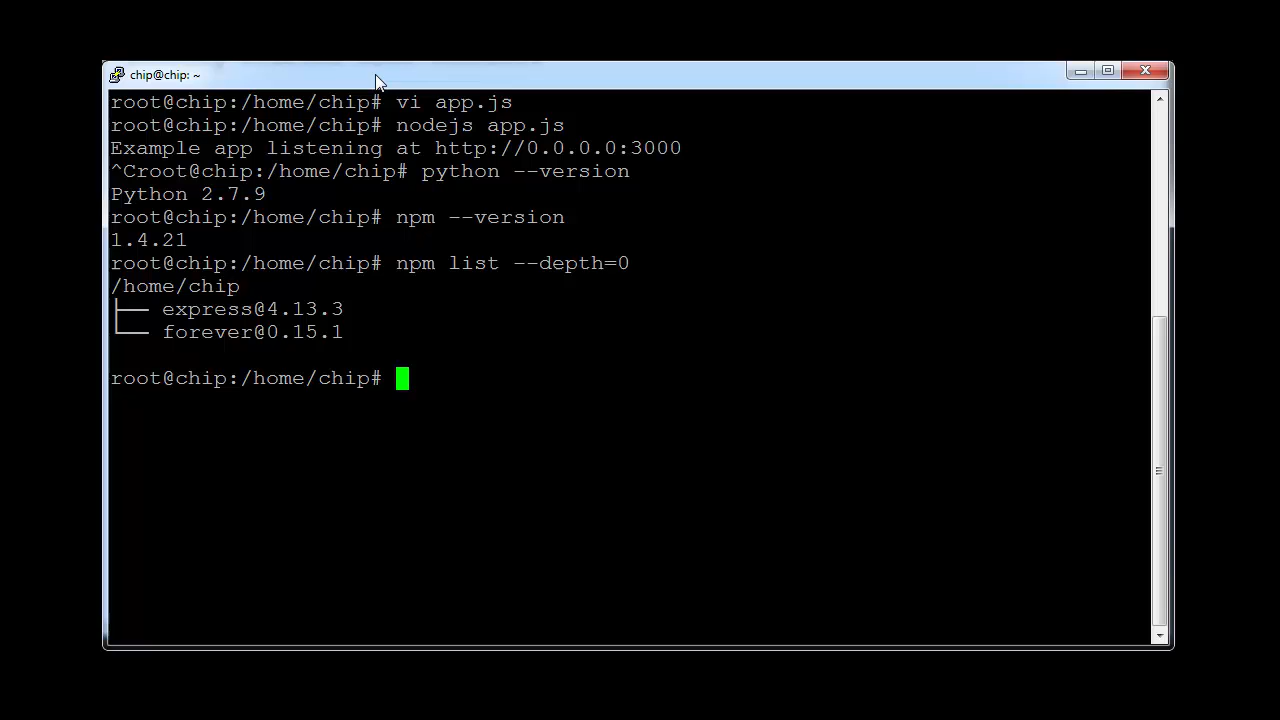 chip@chip: ~
root@chip:/home/chip# vi app.js
root@chip:/home/chip# nodejs app.js
Example app listening at http://0.0.0.0:3000
^Croot@chip:/home/chip# python --version
Python 2.7.9
root@chip:/home/chip# npm --version
1.4.21
root@chip:/home/chip# npm list --depth=0
/home/chip
├── express@4.13.3
└── forever@0.15.1
root@chip:/home/chip#